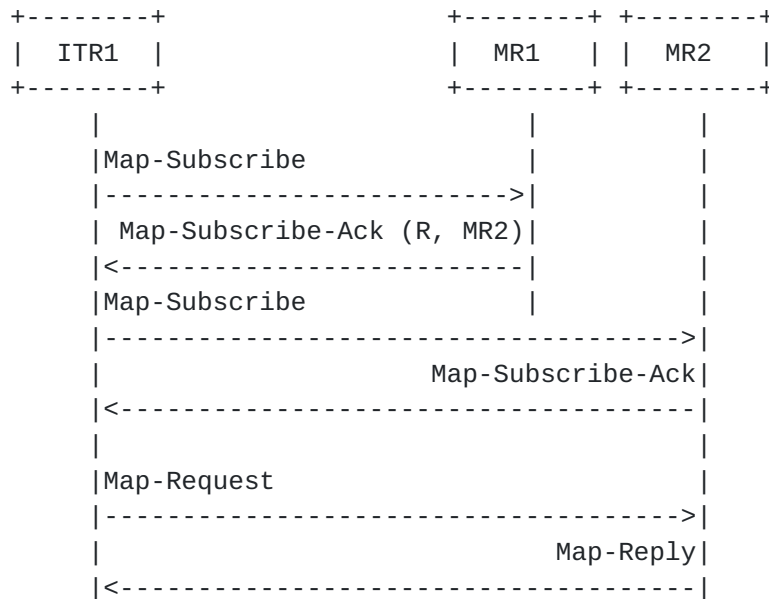 +--------+                  +--------+ +--------+
|  ITR1  |                  |  MR1   | |  MR2   |
+--------+                  +--------+ +--------+
     |                           |          |
     |Map-Subscribe              |          |
     |-------------------------->|          |
     | Map-Subscribe-Ack (R, MR2)|          |
     |<--------------------------|          |
     |Map-Subscribe              |          |
     |------------------------------------->|
     |                     Map-Subscribe-Ack|
     |<-------------------------------------|
     |                                      |
     |Map-Request                           |
     |------------------------------------->|
     |                             Map-Reply|
     |<-------------------------------------|